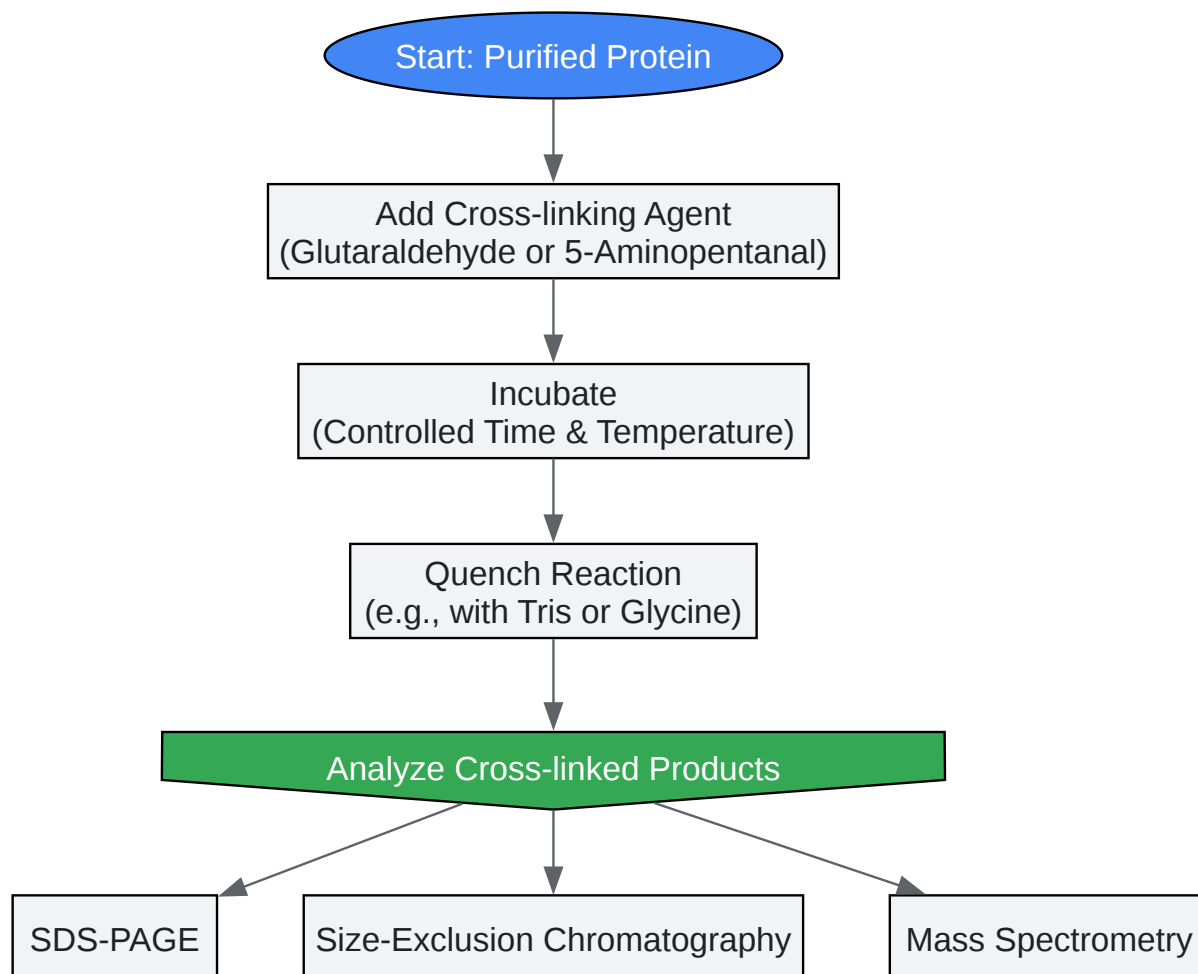 Start: Purified Protein
Add Cross-linking Agent
(Glutaraldehyde or 5-Aminopentanal)
Incubate
(Controlled Time & Temperature)
Quench Reaction
(e.g., with Tris or Glycine)
Analyze Cross-linked Products
SDS-PAGE
Size-Exclusion Chromatography
Mass Spectrometry